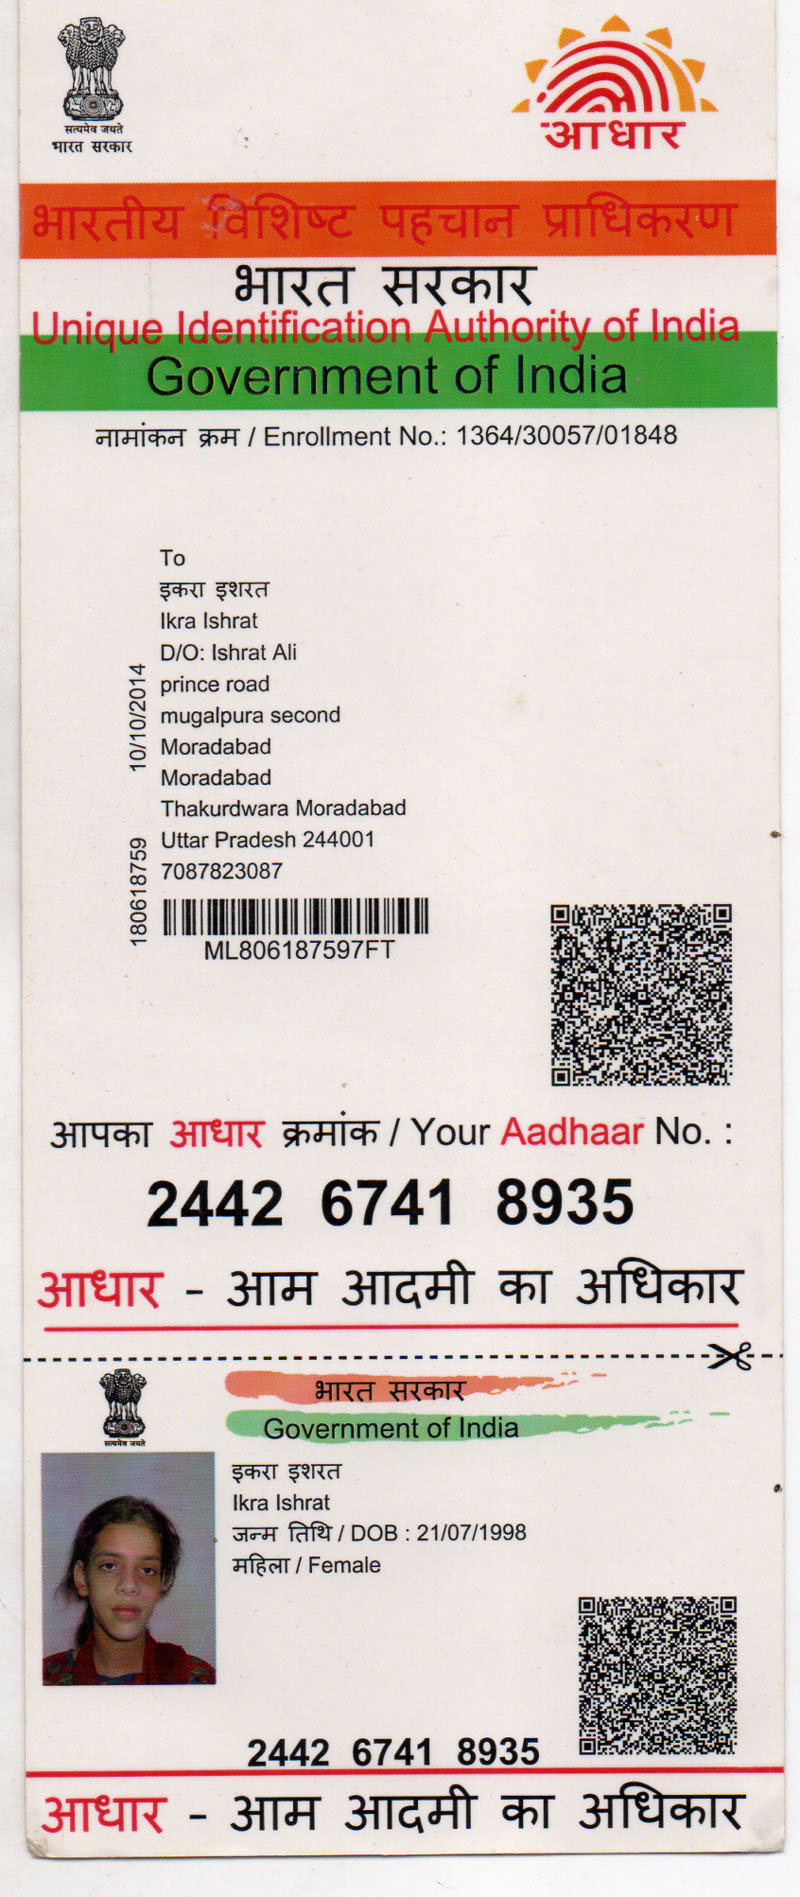 सत्यमेव जयते
भारत सरकार
आधार
भारतीय विशिष्ट पहचान प्राधिकरण
भारत सरकार
Unique Identification Authority of India
Government of India
नामांकन क्रम / Enrollment No.: 1364/30057/01848
To
इकरा इशरत
Ikra Ishrat
D/O: Ishrat Ali
prince road
mugalpura second
Moradabad
Moradabad
Thakurdwara Moradabad
Uttar Pradesh 244001
7087823087
180618759 10/10/2014
ML806187597FT
आपका आधार क्रमांक / Your Aadhaar No. :
2442 6741 8935
आधार - आम आदमी का अधिकार
भारत सरकार
Government of India
सत्यमेव जयते
इकरा इशरत
Ikra Ishrat
जन्म तिथि / DOB : 21/07/1998
महिला / Female
2442 6741 8935
आधार - आम आदमी का अधिकार